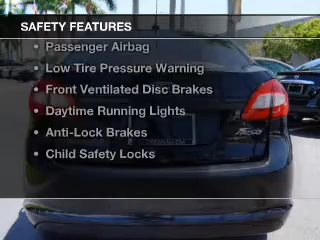 SAFETY FEATURES
• Passenger Airbag
• Low Tire Pressure Warning
• Front Ventilated Disc Brakes
• Daytime Running Lights
• Anti-Lock Brakes
• Child Safety Locks